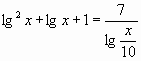 lg² x + lg x + 1 = 7 / lg x/10